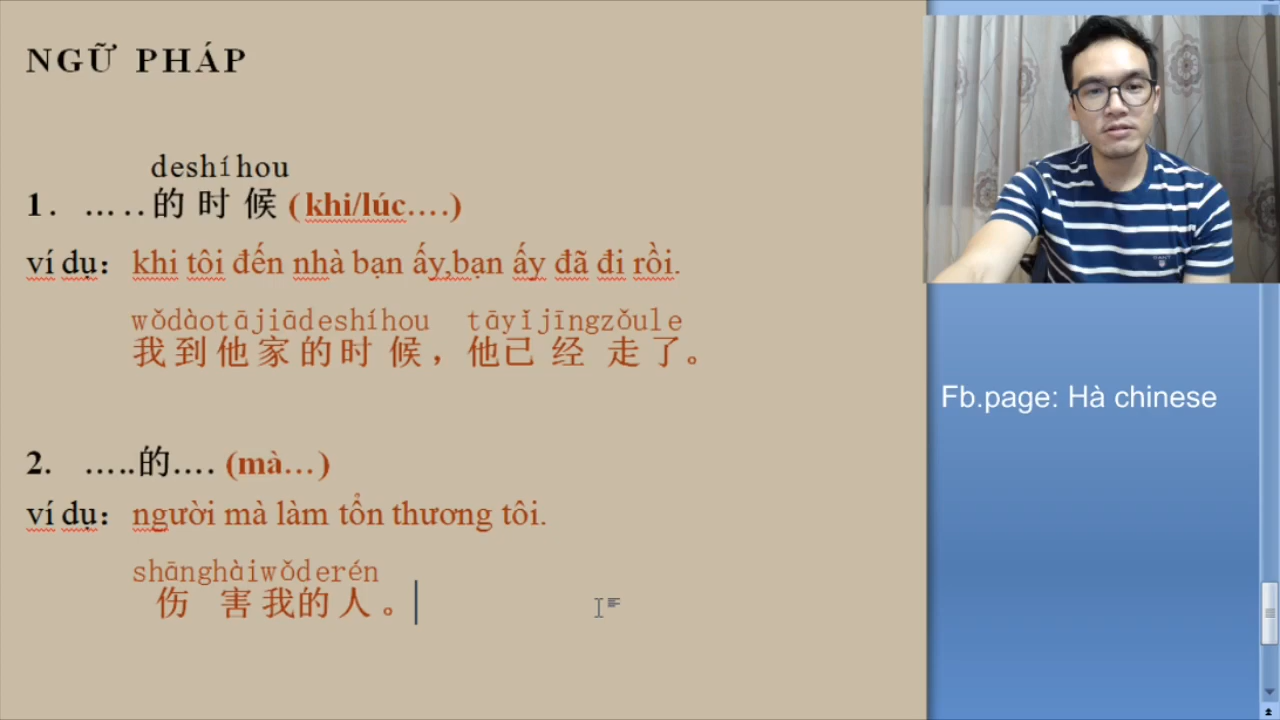 NGỮ PHÁP
deshíhou
1. …..的时候 (khi/lúc….)
ví dụ：khi tôi đến nhà bạn ấy,bạn ấy đã đi rồi.
wǒdàotājiādeshíhou tāyǐjīngzǒule
我到他家的时候，他已经走了。
2. …..的…. (mà…)
ví dụ：người mà làm tổn thương tôi.
shānghàiwǒderén
伤害我的人。
Fb.page: Hà chinese